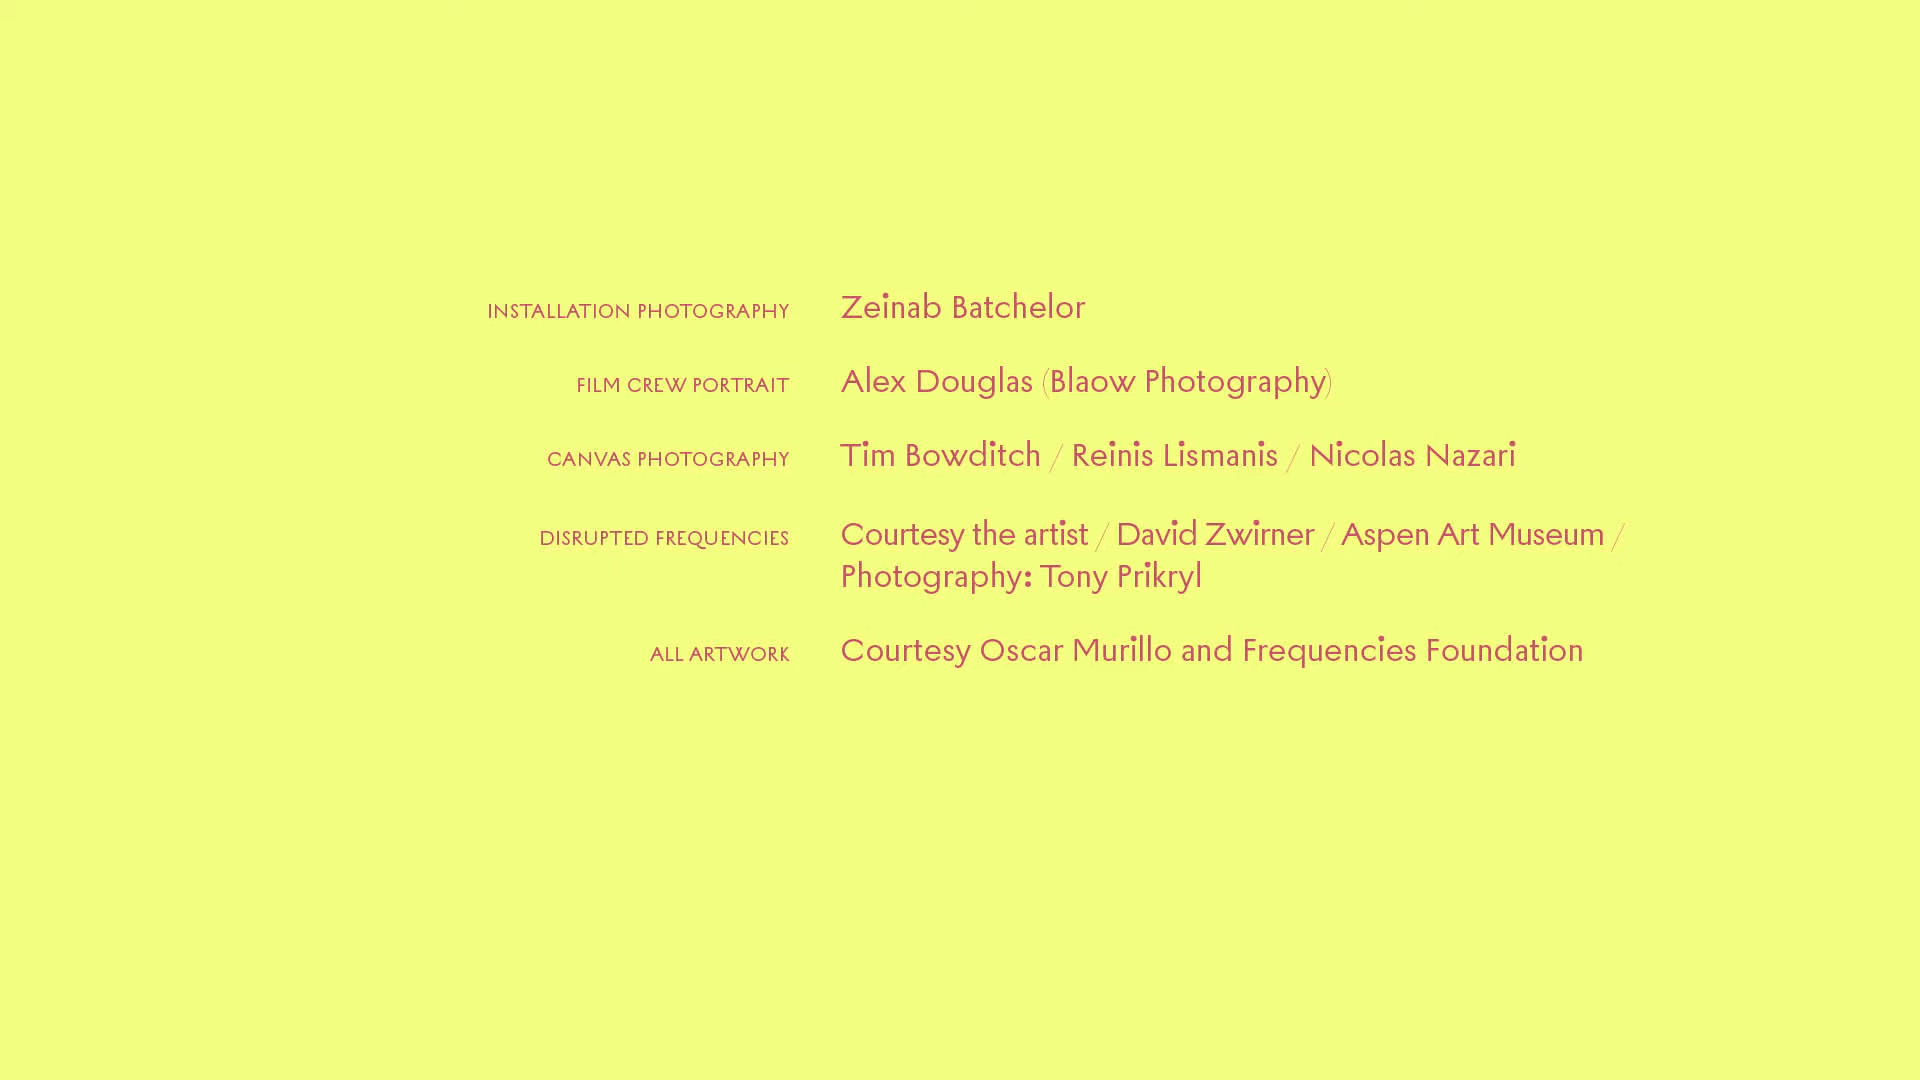 INSTALLATION PHOTOGRAPHY Zeinab Batchelor
FILM CREW PORTRAIT Alex Douglas (Blaow Photography)
CANVAS PHOTOGRAPHY Tim Bowditch / Reinis Lismanis / Nicolas Nazari
DISRUPTED FREQUENCIES Courtesy the artist / David Zwirner / Aspen Art Museum /
Photography: Tony Prikryl
ALL ARTWORK Courtesy Oscar Murillo and Frequencies Foundation